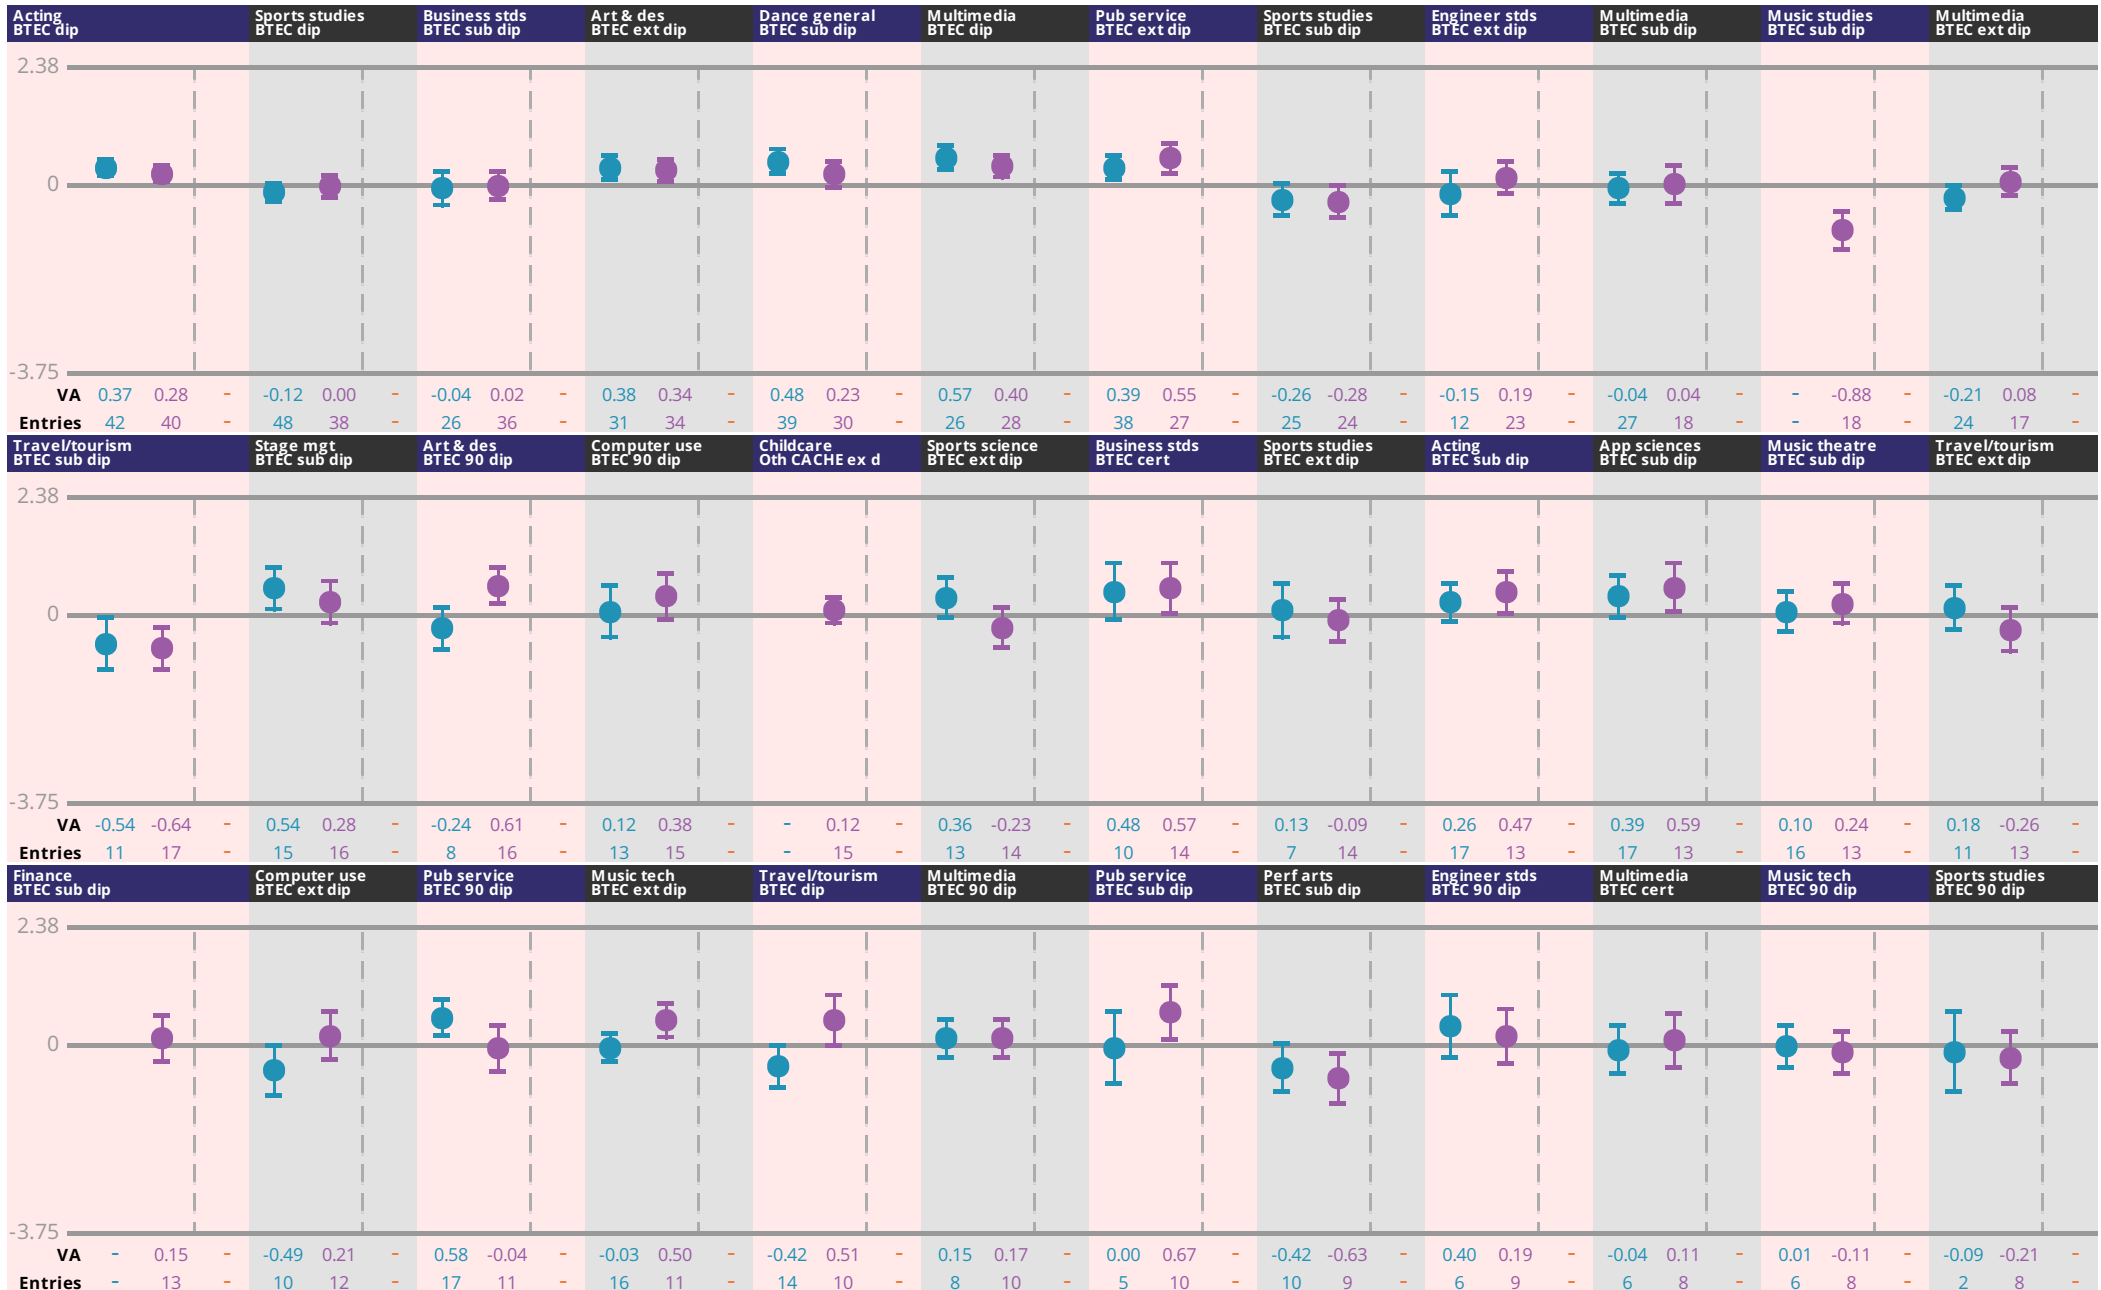 Acting Sports studies Business stds Art & des Dance general Multimedia Pub service Sports studies Engineer stds Multimedia Music studies Multimedia
BTEC dip BTEC dip BTEC sub dip BTEC ext dip BTEC sub dip BTEC dip BTEC ext dip BTEC sub dip BTEC ext dip BTEC sub dip BTEC sub dip BTEC ext dip
2.38
0
-3.75
VA 0.37 0.28 - -0.12 0.00 - -0.04 0.02 - 0.38 0.34 - 0.48 0.23 - 0.57 0.40 - 0.39 0.55 - -0.26 -0.28 - -0.15 0.19 - -0.04 0.04 - - -0.88 - -0.21 0.08 -
Entries 42 40 - 48 38 - 26 36 - 31 34 - 39 30 - 26 28 - 38 27 - 25 24 - 12 23 - 27 18 - - 18 - 24 17 -
Travel/tourism Stage mgt Art & des Computer use Childcare Sports science Business stds Sports studies Acting App sciences Music theatre Travel/tourism
BTEC sub dip BTEC sub dip BTEC 90 dip BTEC 90 dip Oth CACHE ex d BTEC ext dip BTEC cert BTEC ext dip BTEC sub dip BTEC sub dip BTEC sub dip BTEC ext dip
2.38
0
-3.75
VA -0.54 -0.64 - 0.54 0.28 - -0.24 0.61 - 0.12 0.38 - - 0.12 - 0.36 -0.23 - 0.48 0.57 - 0.13 -0.09 - 0.26 0.47 - 0.39 0.59 - 0.10 0.24 - 0.18 -0.26 -
Entries 11 17 - 15 16 - 8 16 - 13 15 - - 15 - 13 14 - 10 14 - 7 14 - 17 13 - 17 13 - 16 13 - 11 13 -
Finance Computer use Pub service Music tech Travel/tourism Multimedia Pub service Perf arts Engineer stds Multimedia Music tech Sports studies
BTEC sub dip BTEC ext dip BTEC 90 dip BTEC ext dip BTEC dip BTEC 90 dip BTEC sub dip BTEC sub dip BTEC 90 dip BTEC cert BTEC 90 dip BTEC 90 dip
2.38
0
-3.75
VA - 0.15 - -0.49 0.21 - 0.58 -0.04 - -0.03 0.50 - -0.42 0.51 - 0.15 0.17 - 0.00 0.67 - -0.42 -0.63 - 0.40 0.19 - -0.04 0.11 - 0.01 -0.11 - -0.09 -0.21 -
Entries - 13 - 10 12 - 17 11 - 16 11 - 14 10 - 8 10 - 5 10 - 10 9 - 6 9 - 6 8 - 6 8 - 2 8 -